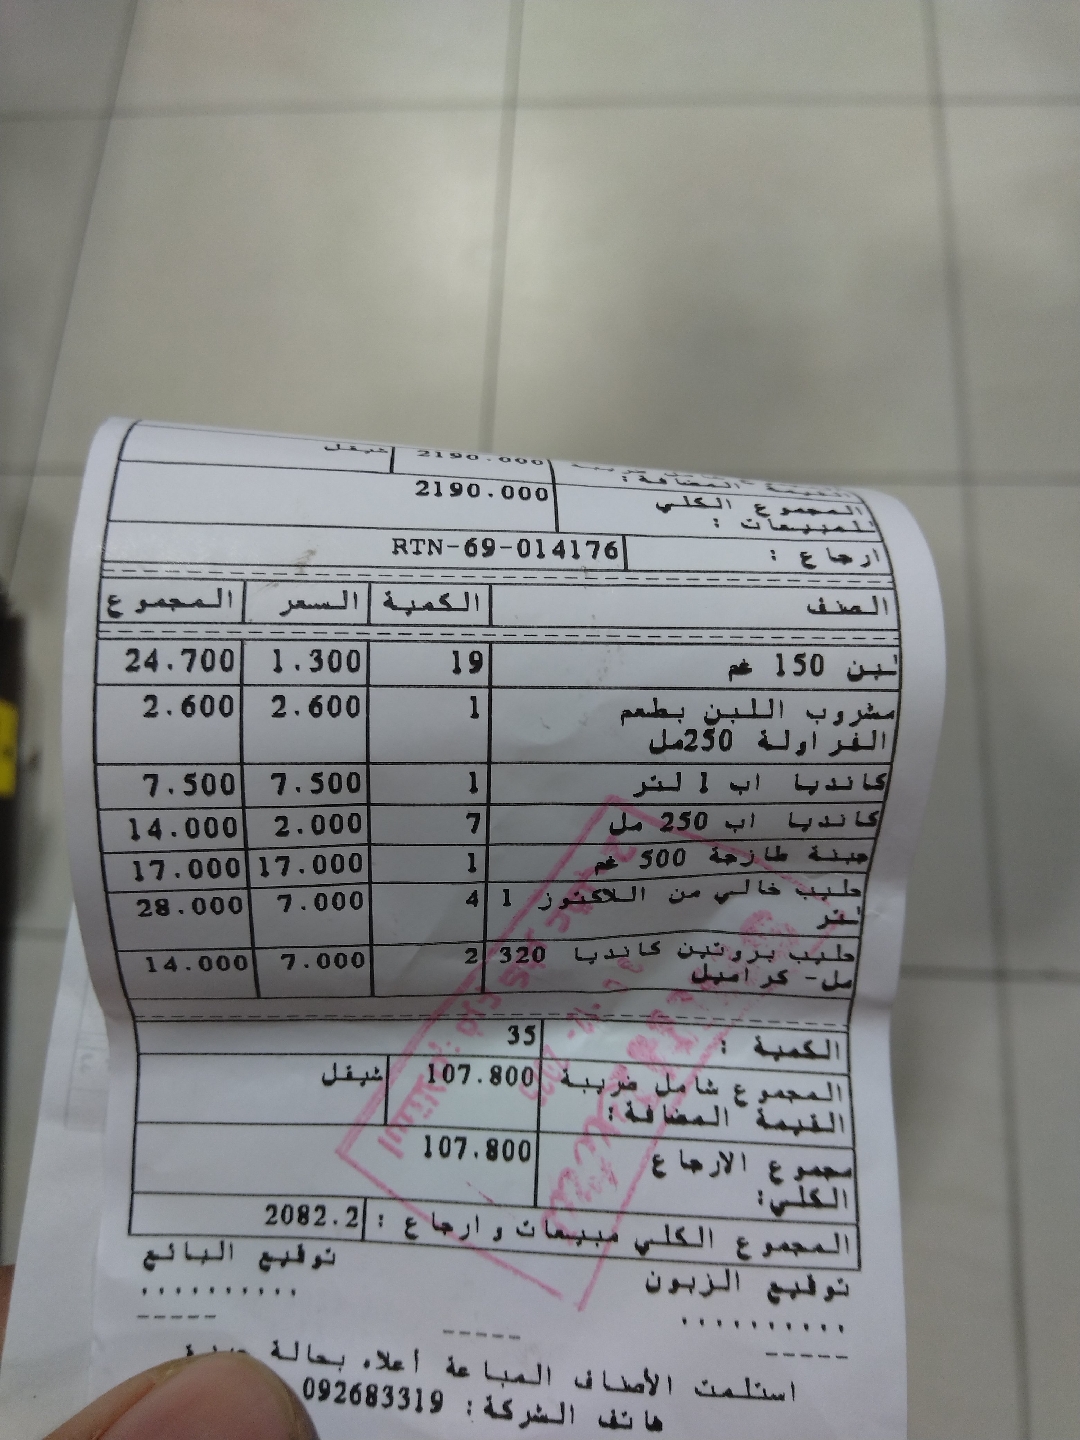 2190.000 شيقل
القيمة المضافة:
المجموع الكلي 2190.000
للمبيعات :
ارجاع : RTN-69-014176
الصنف الكمية السعر المجموع
لبن 150 غم 19 1.300 24.700
مشروب اللبن بطعم 1 2.600 2.600
الفراولة 250مل
كانديا اب 1 لتر 1 7.500 7.500
كانديا اب 250 مل 7 2.000 14.000
جبنة طازجة 500 غم 1 17.000 17.000
حليب خالي من اللاكتوز 1 4 7.000 28.000
لتر
حليب بروتين كانديا 320 2 7.000 14.000
مل- كراميل
الكمية : 35
المجموع شامل ضريبة 107.800 شيقل
القيمة المضافة:
مجموع الارجاع 107.800
الكلي:
المجموع الكلي مبيعات و ارجاع : 2082.2
توقيع الزبون توقيع البائع
استلمت الأصناف المباعة أعلاه بحالة
هاتف الشركة: 092683319